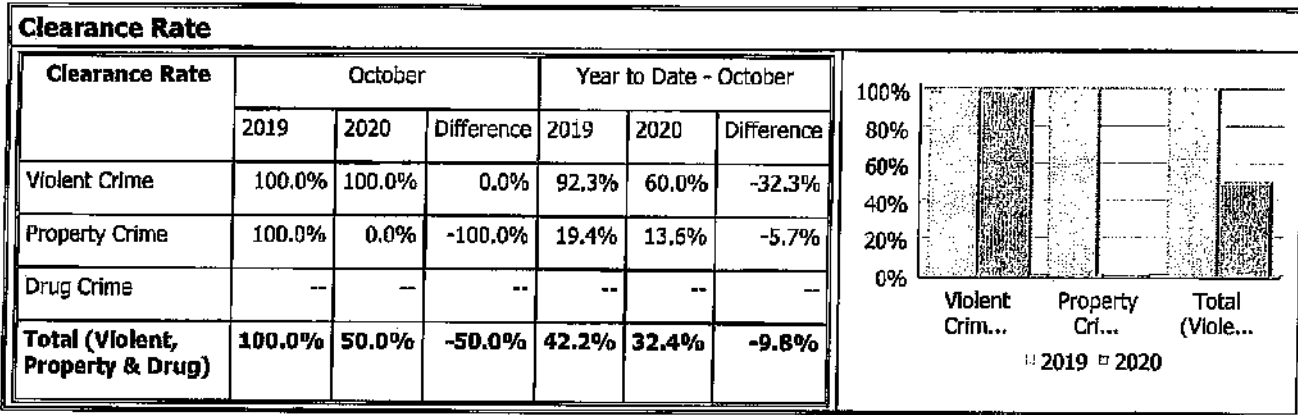 Clearance Rate
Clearance Rate October Year to Date - October
2019 2020 Difference 2019 2020 Difference
Violent Crime 100.0% 100.0% 0.0% 92.3% 60.0% -32.3%
Property Crime 100.0% 0.0% -100.0% 19.4% 13.6% -5.7%
Drug Crime -- -- -- -- -- --
Total (Violent, 100.0% 50.0% -50.0% 42.2% 32.4% -9.8%
Property & Drug)
100%
80%
60%
40%
20%
0%
Violent Property Total
Crim... Cri... (Viole...
2019 2020